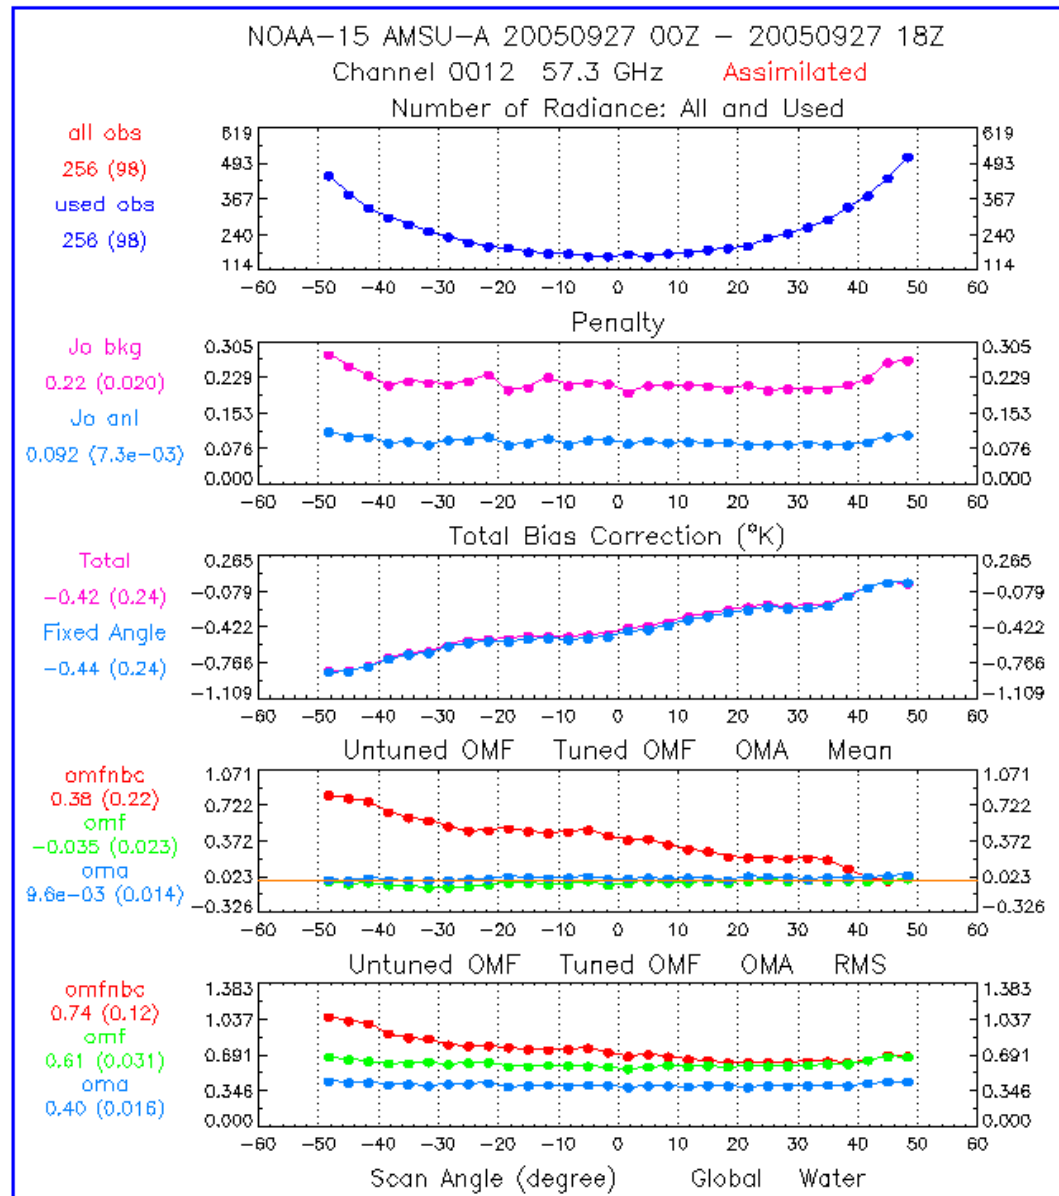 NOAA-15 AMSU-A 20050927 00Z - 20050927 18Z
Channel 0012 57.3 GHz Assimilated
Number of Radiance: All and Used
all obs
256 (98)
used obs
256 (98)
619 619
493 493
367 367
240 240
114 114
-60 -50 -40 -30 -20 -10 0 10 20 30 40 50 60
Penalty
Jo bkg
0.22 (0.020)
Jo anl
0.092 (7.3e-03)
0.305 0.305
0.229 0.229
0.153 0.153
0.076 0.076
0.000 0.000
-60 -50 -40 -30 -20 -10 0 10 20 30 40 50 60
Total Bias Correction (°K)
Total
-0.42 (0.24)
Fixed Angle
-0.44 (0.24)
0.265 0.265
-0.079 -0.079
-0.422 -0.422
-0.766 -0.766
-1.109 -1.109
-60 -50 -40 -30 -20 -10 0 10 20 30 40 50 60
Untuned OMF Tuned OMF OMA Mean
omfnbc
0.38 (0.22)
omf
-0.035 (0.023)
oma
9.6e-03 (0.014)
1.071 1.071
0.722 0.722
0.372 0.372
0.023 0.023
-0.326 -0.326
-60 -50 -40 -30 -20 -10 0 10 20 30 40 50 60
Untuned OMF Tuned OMF OMA RMS
omfnbc
0.74 (0.12)
omf
0.61 (0.031)
oma
0.40 (0.016)
1.383 1.383
1.037 1.037
0.691 0.691
0.346 0.346
0.000 0.000
-60 -50 -40 -30 -20 -10 0 10 20 30 40 50 60
Scan Angle (degree) Global Water